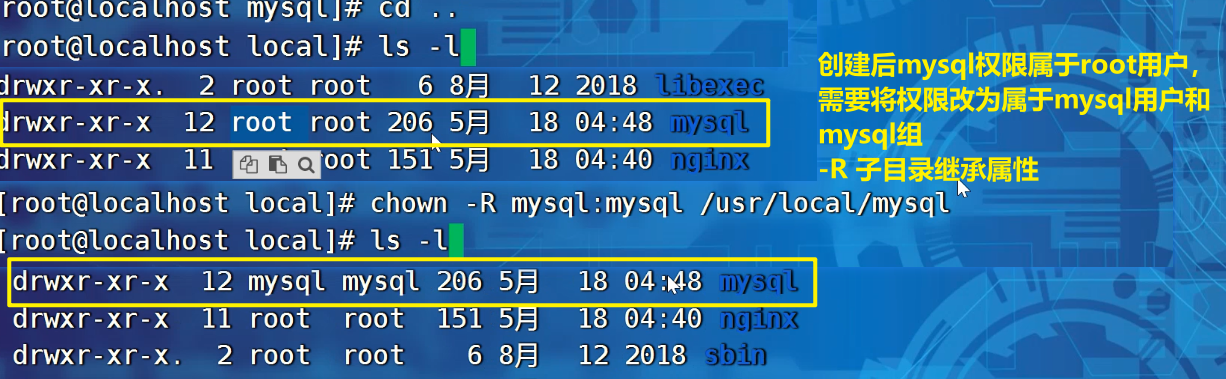 [root@localhost mysql]# cd ..
[root@localhost local]# ls -l
drwxr-xr-x. 2 root root 6 8月 12 2018 libexec
drwxr-xr-x 12 root root 206 5月 18 04:48 mysql
drwxr-xr-x 11 root 151 5月 18 04:40 nginx
创建后mysql权限属于root用户，
需要将权限改为属于mysql用户和
mysql组
-R 子目录继承属性
[root@localhost local]# chown -R mysql:mysql /usr/local/mysql
[root@localhost local]# ls -l
drwxr-xr-x 12 mysql mysql 206 5月 18 04:48 mysql
drwxr-xr-x 11 root root 151 5月 18 04:40 nginx
drwxr-xr-x. 2 root root 6 8月 12 2018 sbin